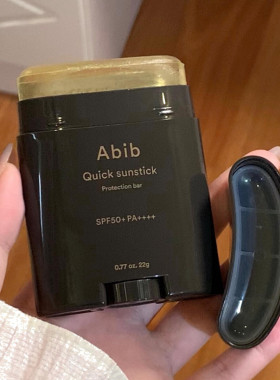 Abib
Quick sunstick
Protection bar
SPF50+ PA++++
0.77 oz. 22g